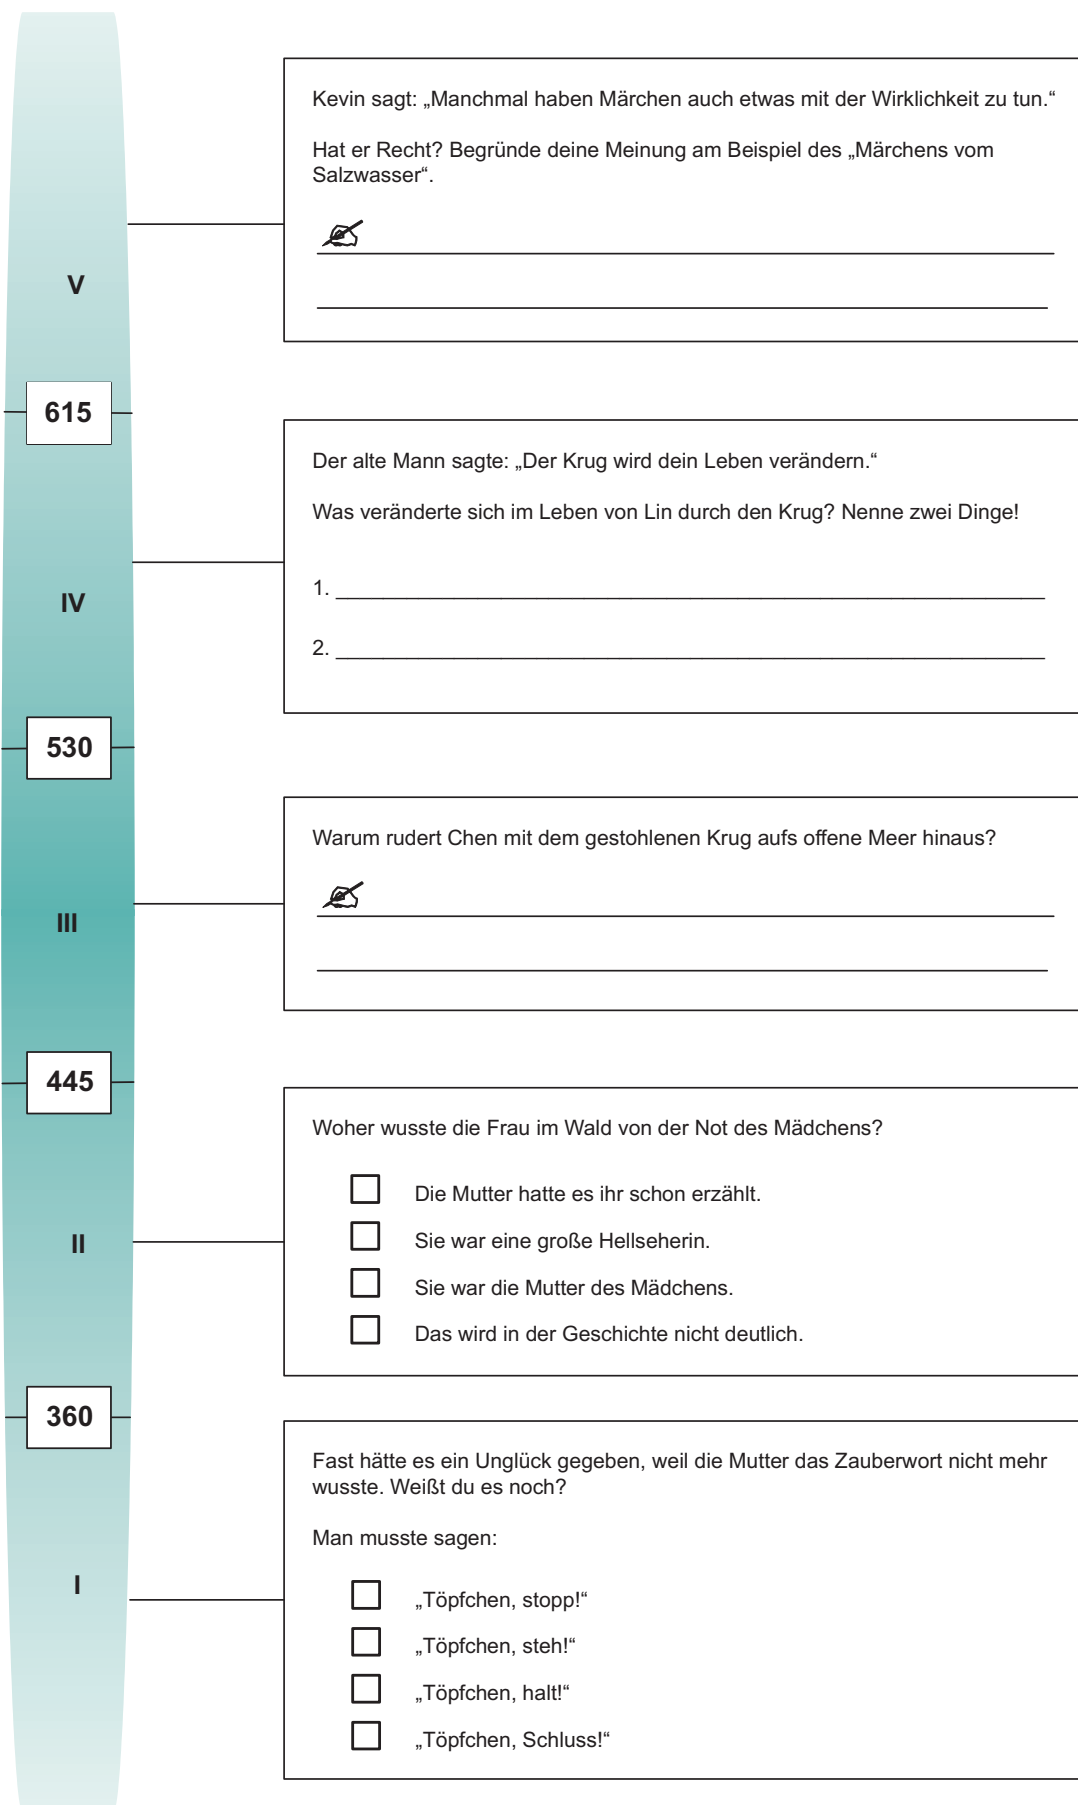 Kevin sagt: „Manchmal haben Märchen auch etwas mit der Wirklichkeit zu tun.“
Hat er Recht? Begründe deine Meinung am Beispiel des „Märchens vom
Salzwasser“.
V
615
Der alte Mann sagte: „Der Krug wird dein Leben verändern.“
Was veränderte sich im Leben von Lin durch den Krug? Nenne zwei Dinge!
1.
IV
2.
530
Warum rudert Chen mit dem gestohlenen Krug aufs offene Meer hinaus?
III
445
Woher wusste die Frau im Wald von der Not des Mädchens?
Die Mutter hatte es ihr schon erzählt.
Sie war eine große Hellseherin.
II
Sie war die Mutter des Mädchens.
Das wird in der Geschichte nicht deutlich.
360
Fast hätte es ein Unglück gegeben, weil die Mutter das Zauberwort nicht mehr
wusste. Weißt du es noch?
Man musste sagen:
I
„Töpfchen, stopp!“
„Töpfchen, steh!“
„Töpfchen, halt!“
„Töpfchen, Schluss!“